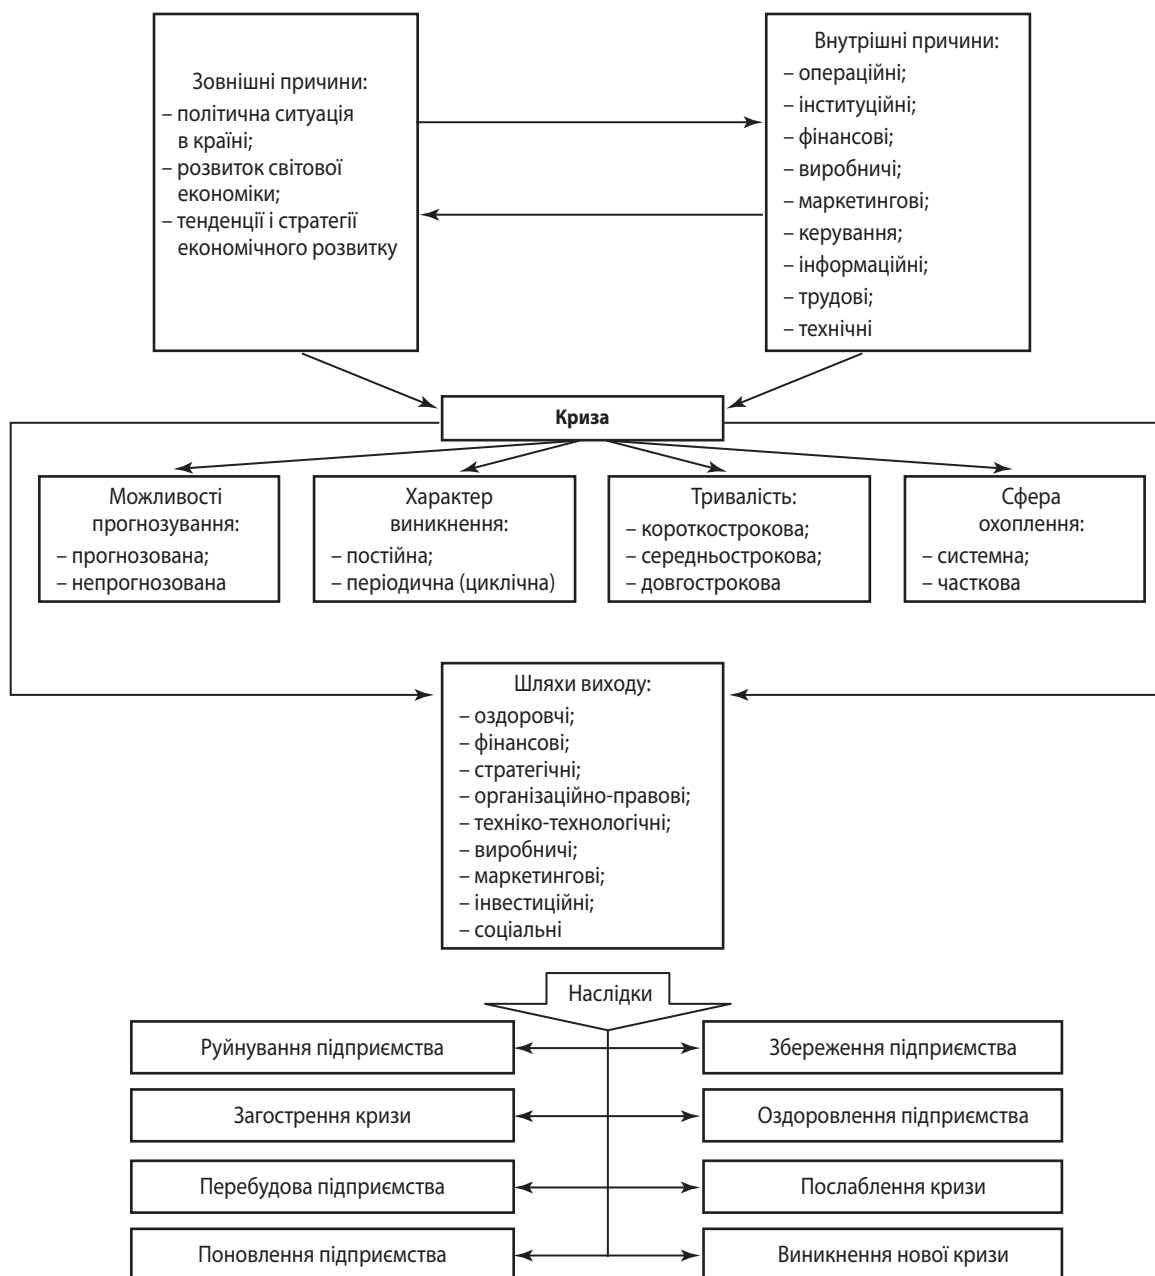 Зовнішні причини:
– політична ситуація
в країні;
– розвиток світової
економіки;
– тенденції і стратегії
економічного розвитку
Внутрішні причини:
– операційні;
– інституційні;
– фінансові;
– виробничі;
– маркетингові;
– керування;
– інформаційні;
– трудові;
– технічні
Криза
Можливості
прогнозування:
– прогнозована;
– непрогнозована
Характер
виникнення:
– постійна;
– періодична (циклічна)
Тривалість:
– короткострокова;
– середньострокова;
– довгострокова
Сфера
охоплення:
– системна;
– часткова
Шляхи виходу:
– оздоровчі;
– фінансові;
– стратегічні;
– організаційно-правові;
– техніко-технологічні;
– виробничі;
– маркетингові;
– інвестиційні;
– соціальні
Наслідки
Руйнування підприємства
Збереження підприємства
Загострення кризи
Оздоровлення підприємства
Перебудова підприємства
Послаблення кризи
Поновлення підприємства
Виникнення нової кризи